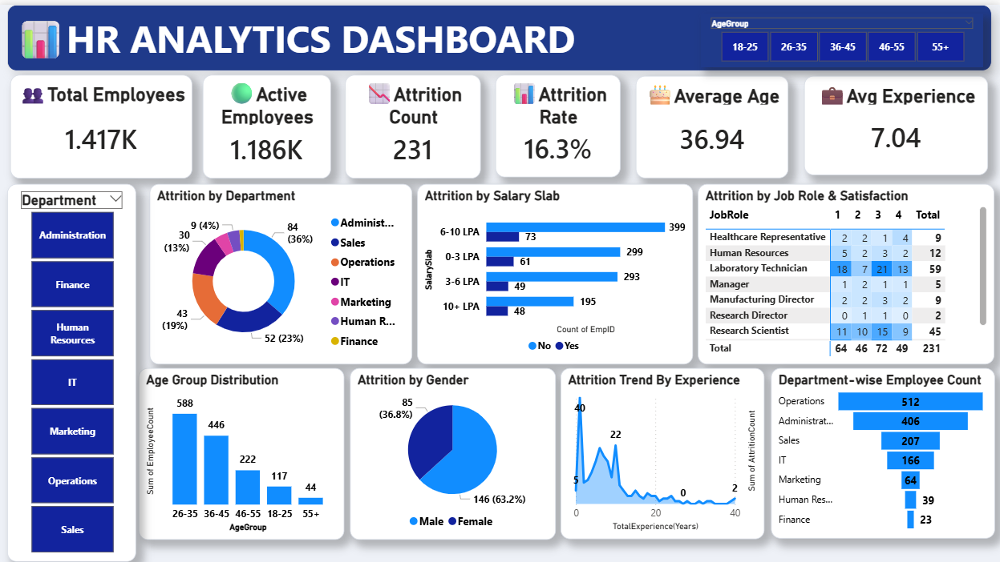 HR ANALYTICS DASHBOARD
AgeGroup
18-25 26-35 36-45 46-55 55+
Total Employees
1.417K
Active
Employees
1.186K
Attrition
Count
231
Attrition
Rate
16.3%
Average Age
36.94
Avg Experience
7.04
Department
Administration
Finance
Human
Resources
IT
Marketing
Operations
Sales
Attrition by Department
84
(36%)
52 (23%)
43
(19%)
30
(13%)
9 (4%)
Administ...
Sales
Operations
IT
Marketing
Human R...
Finance
Attrition by Salary Slab
SalarySlab
6-10 LPA 399
73
0-3 LPA 299
61
3-6 LPA 293
49
10+ LPA 195
48
Count of EmpID
No Yes
Attrition by Job Role & Satisfaction
JobRole 1 2 3 4 Total
Healthcare Representative 2 2 1 4 9
Human Resources 5 2 3 2 12
Laboratory Technician 18 7 21 13 59
Manager 1 2 1 1 5
Manufacturing Director 2 2 3 2 9
Research Director 0 1 1 0 2
Research Scientist 11 10 15 9 45
Total 64 46 72 49 231
Age Group Distribution
Sum of EmployeeCount
588 446 222 117 44
26-35 36-45 46-55 18-25 55+
AgeGroup
Attrition by Gender
85
(36.8%)
146 (63.2%)
Male Female
Attrition Trend By Experience
40
22
5
0
2
0 20 40
TotalExperience(Years)
Sum of AttritionCount
Department-wise Employee Count
Operations 512
Administrat... 406
Sales 207
IT 166
Marketing 64
Human Res... 39
Finance 23